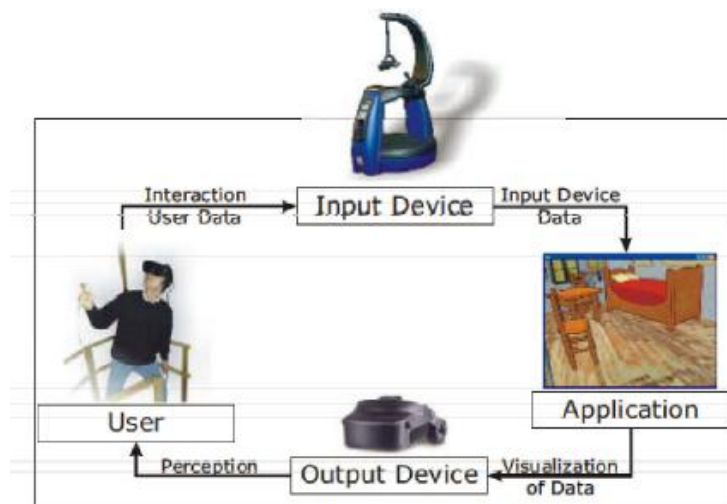 Interaction
User Data
Input Device
Input Device
Data
User
Application
Perception
Output Device
Visualization
of Data